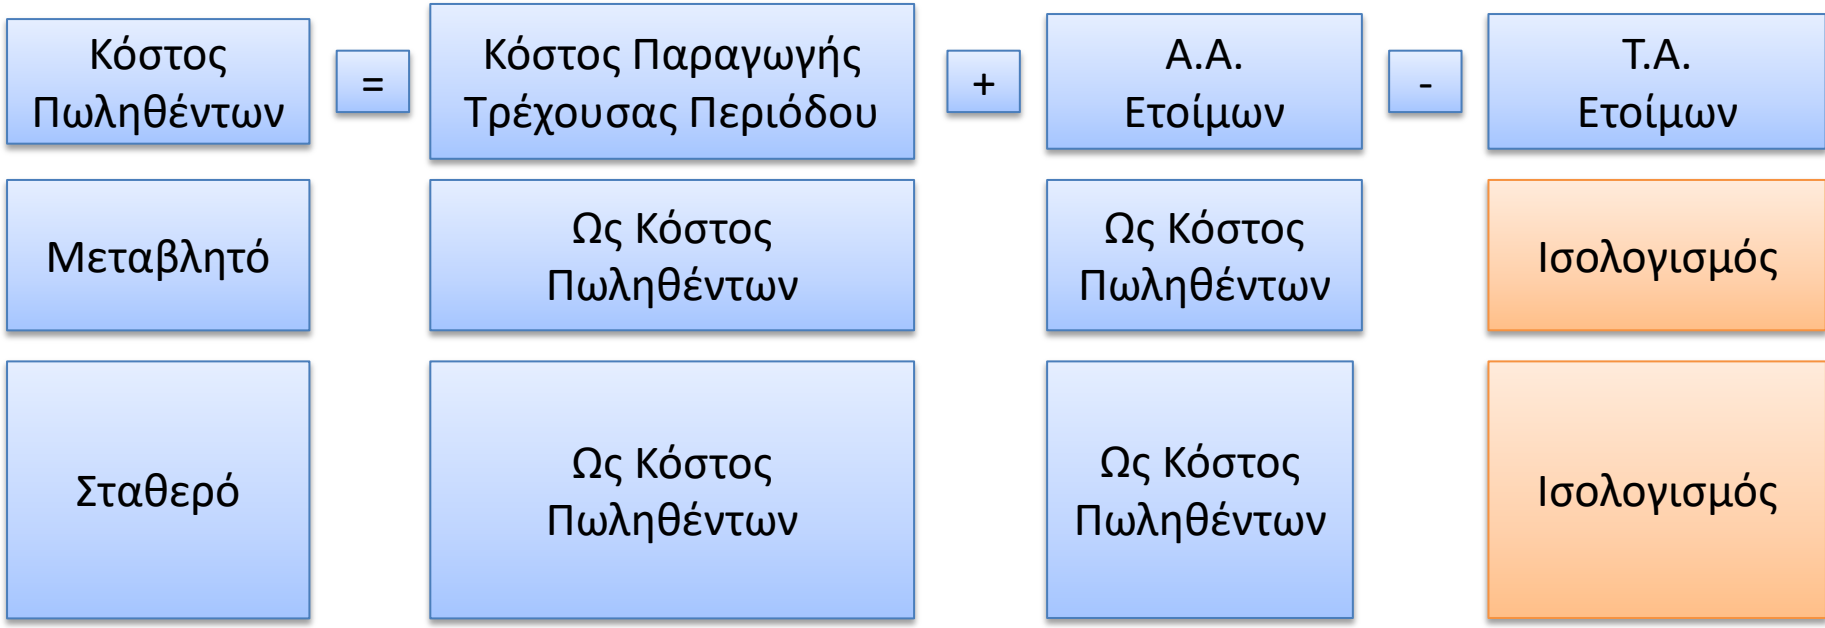 Κόστος
Πωληθέντων
=
Κόστος Παραγωγής
Τρέχουσας Περιόδου
+
Α.Α.
Ετοίμων
-
Τ.Α.
Ετοίμων
Μεταβλητό
Ως Κόστος
Πωληθέντων
Ως Κόστος
Πωληθέντων
Ισολογισμός
Σταθερό
Ως Κόστος
Πωληθέντων
Ως Κόστος
Πωληθέντων
Ισολογισμός